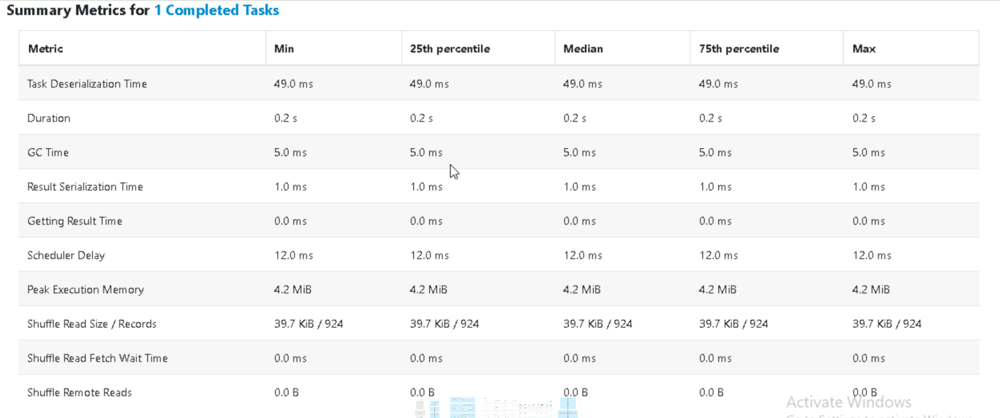 Summary Metrics for 1 Completed Tasks
Metric Min 25th percentile Median 75th percentile Max
Task Deserialization Time 49.0 ms 49.0 ms 49.0 ms 49.0 ms 49.0 ms
Duration 0.2 s 0.2 s 0.2 s 0.2 s 0.2 s
GC Time 5.0 ms 5.0 ms 5.0 ms 5.0 ms 5.0 ms
Result Serialization Time 1.0 ms 1.0 ms 1.0 ms 1.0 ms 1.0 ms
Getting Result Time 0.0 ms 0.0 ms 0.0 ms 0.0 ms 0.0 ms
Scheduler Delay 12.0 ms 12.0 ms 12.0 ms 12.0 ms 12.0 ms
Peak Execution Memory 4.2 MiB 4.2 MiB 4.2 MiB 4.2 MiB 4.2 MiB
Shuffle Read Size / Records 39.7 KiB / 924 39.7 KiB / 924 39.7 KiB / 924 39.7 KiB / 924 39.7 KiB / 924
Shuffle Read Fetch Wait Time 0.0 ms 0.0 ms 0.0 ms 0.0 ms 0.0 ms
Shuffle Remote Reads 0.0 B 0.0 B 0.0 B 0.0 B 0.0 B
Activate Windows
Go to Settings to activate Windows.